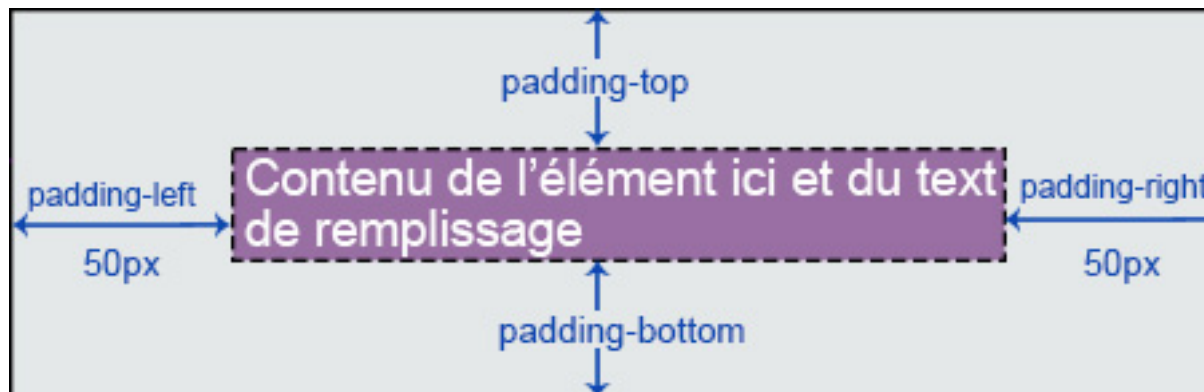 padding-top
Contenu de l'élément ici et du text
de remplissage
padding-left
50px
padding-right
50px
padding-bottom